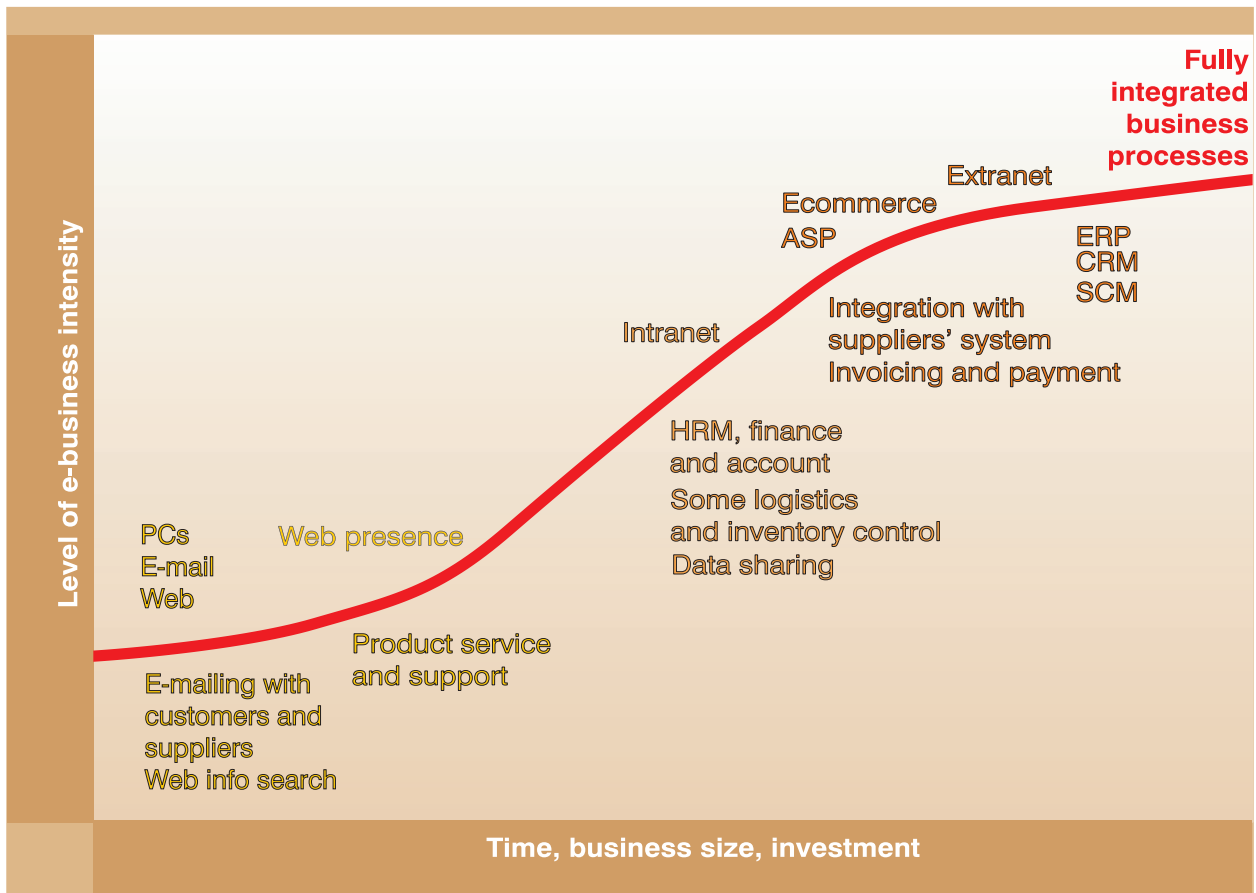 Fully
integrated
business
processes
Extranet
Ecommerce
ASP
ERP
CRM
SCM
Integration with
suppliers’ system
Invoicing and payment
Intranet
HRM, finance
and account
Some logistics
and inventory control
Data sharing
PCs
E-mail
Web
Web presence
Product service
and support
E-mailing with
customers and
suppliers
Web info search
Level of e-business intensity
Time, business size, investment